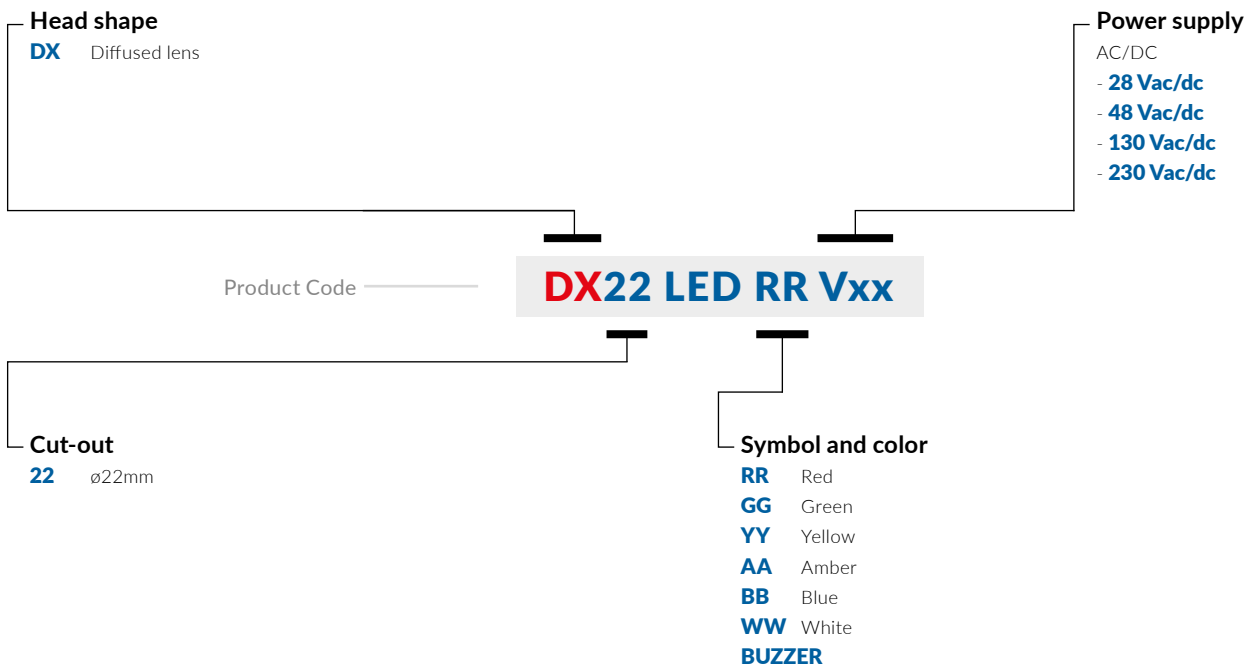 Head shape
DX Diffused lens
Power supply
AC/DC
- 28 Vac/dc
- 48 Vac/dc
- 130 Vac/dc
- 230 Vac/dc
Product Code
DX22 LED RR Vxx
Cut-out
22 ø22mm
Symbol and color
RR Red
GG Green
YY Yellow
AA Amber
BB Blue
WW White
BUZZER